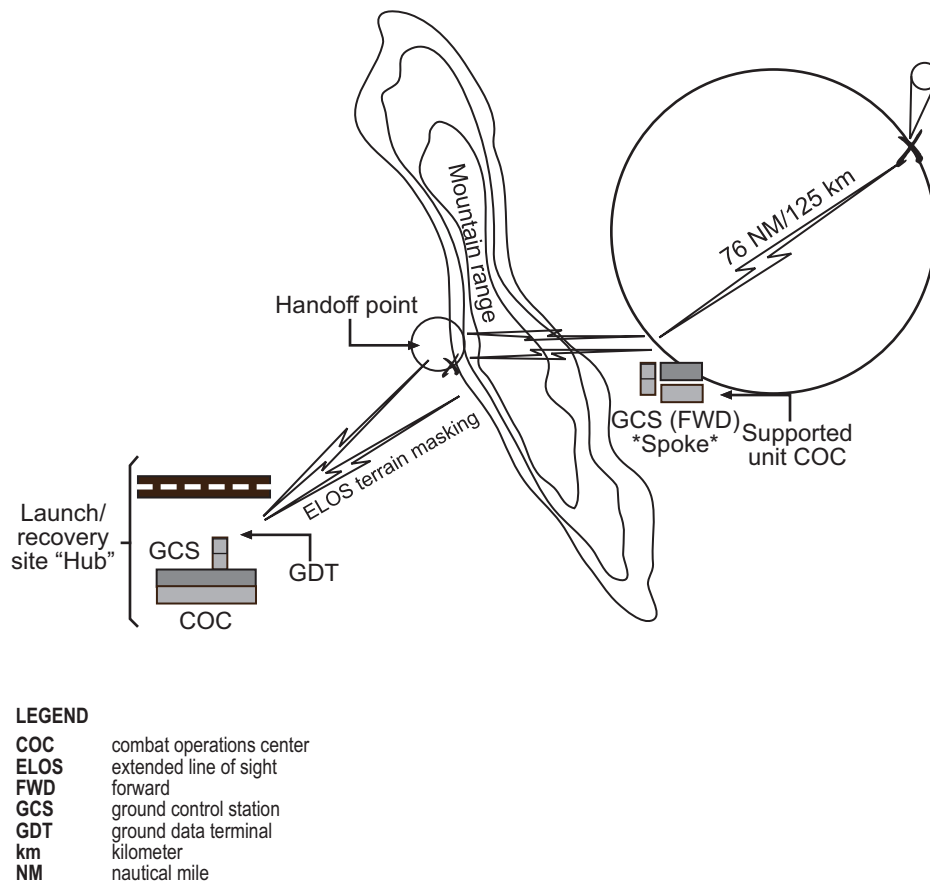 Mountain range
76 NM/125 km
Handoff point
ELOS terrain masking
GCS (FWD)
*Spoke*
Supported
unit COC
Launch/
recovery
site “Hub”
GCS
GDT
COC
LEGEND
COC combat operations center
ELOS extended line of sight
FWD forward
GCS ground control station
GDT ground data terminal
km kilometer
NM nautical mile